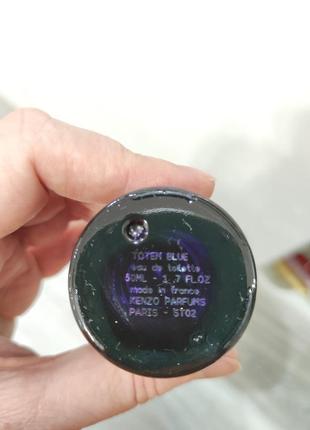 TOTEM BLUE
eau de toilette
50ML - 1.7 FL.OZ
made in france
KENZO PARFUMS
PARIS - 5102